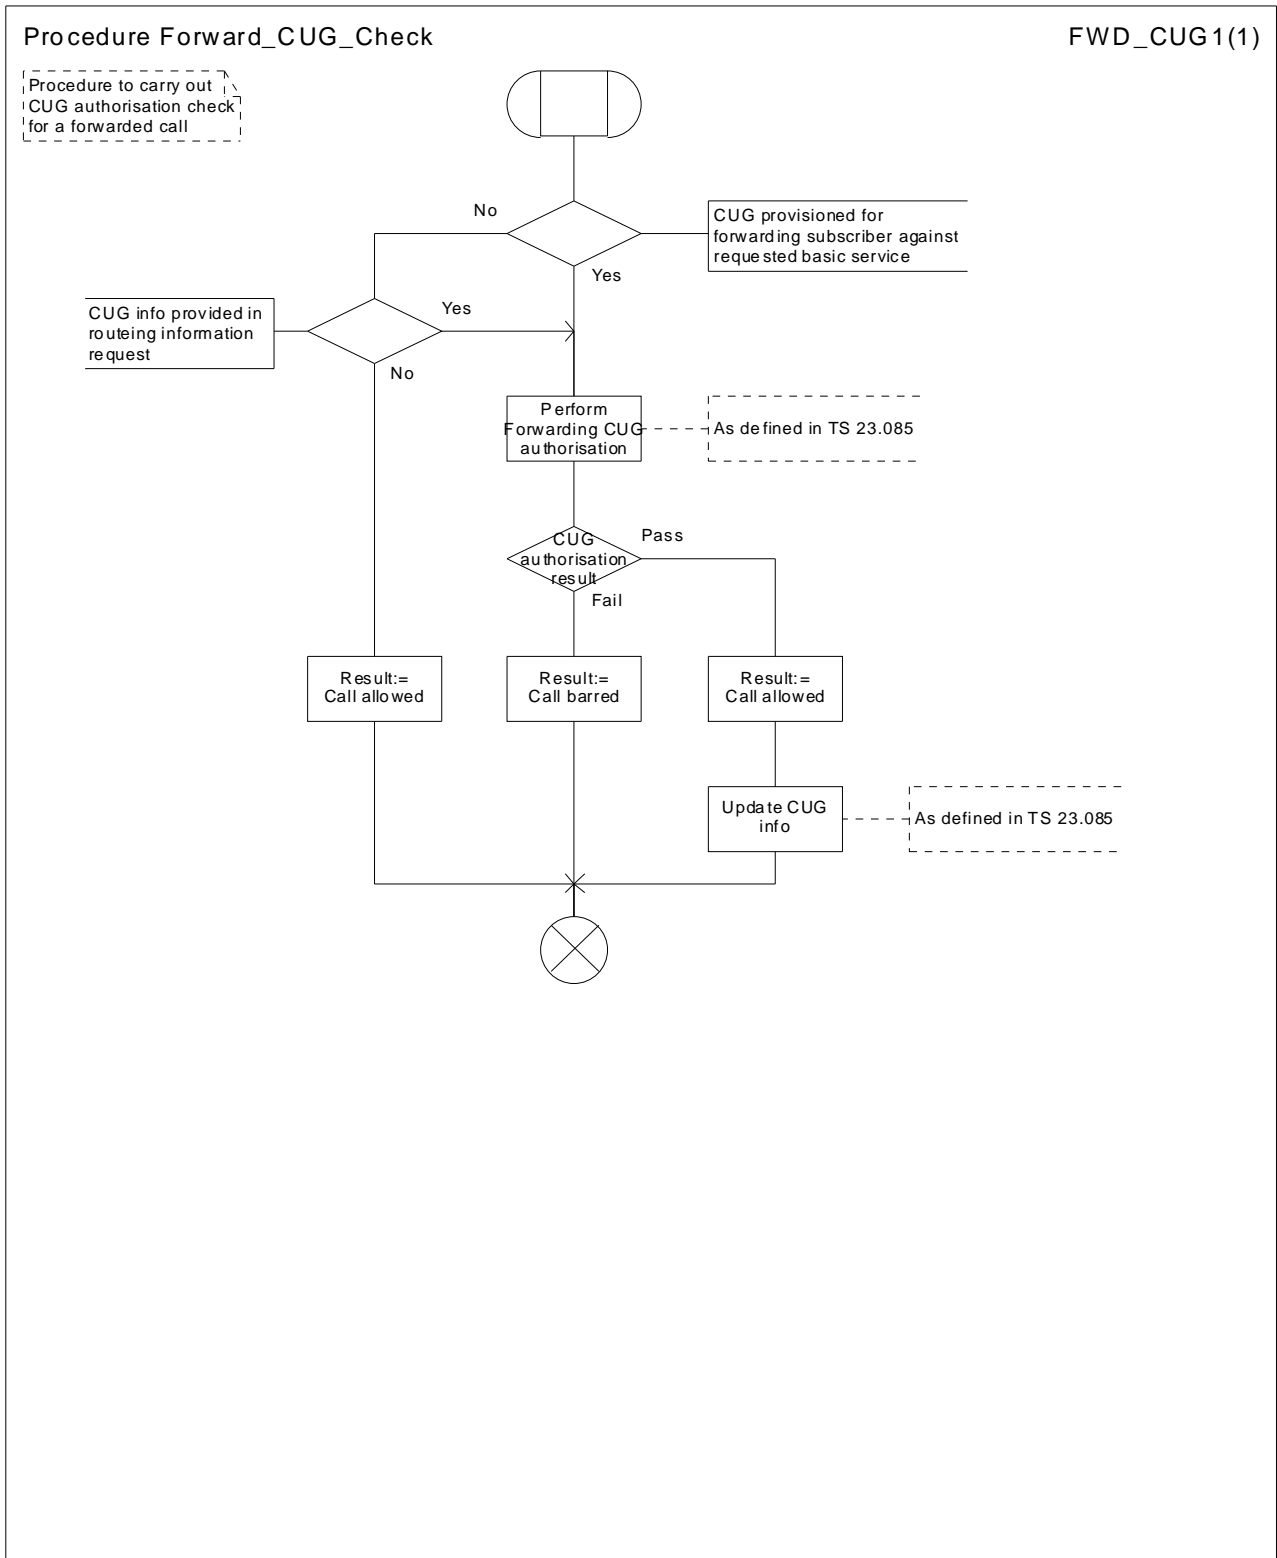 Procedure Forward_CUG_Check
FWD_CUG1(1)
Procedure to carry out
CUG authorisation check
for a forwarded call
No
CUG provisioned for
forwarding subscriber against
requested basic service
Yes
CUG info provided in
routeing information
request
Yes
No
Perform
Forwarding CUG
authorisation
As defined in TS 23.085
CUG
authorisation
result
Pass
Fail
Result:=
Call allowed
Result:=
Call barred
Result:=
Call allowed
Update CUG
info
As defined in TS 23.085